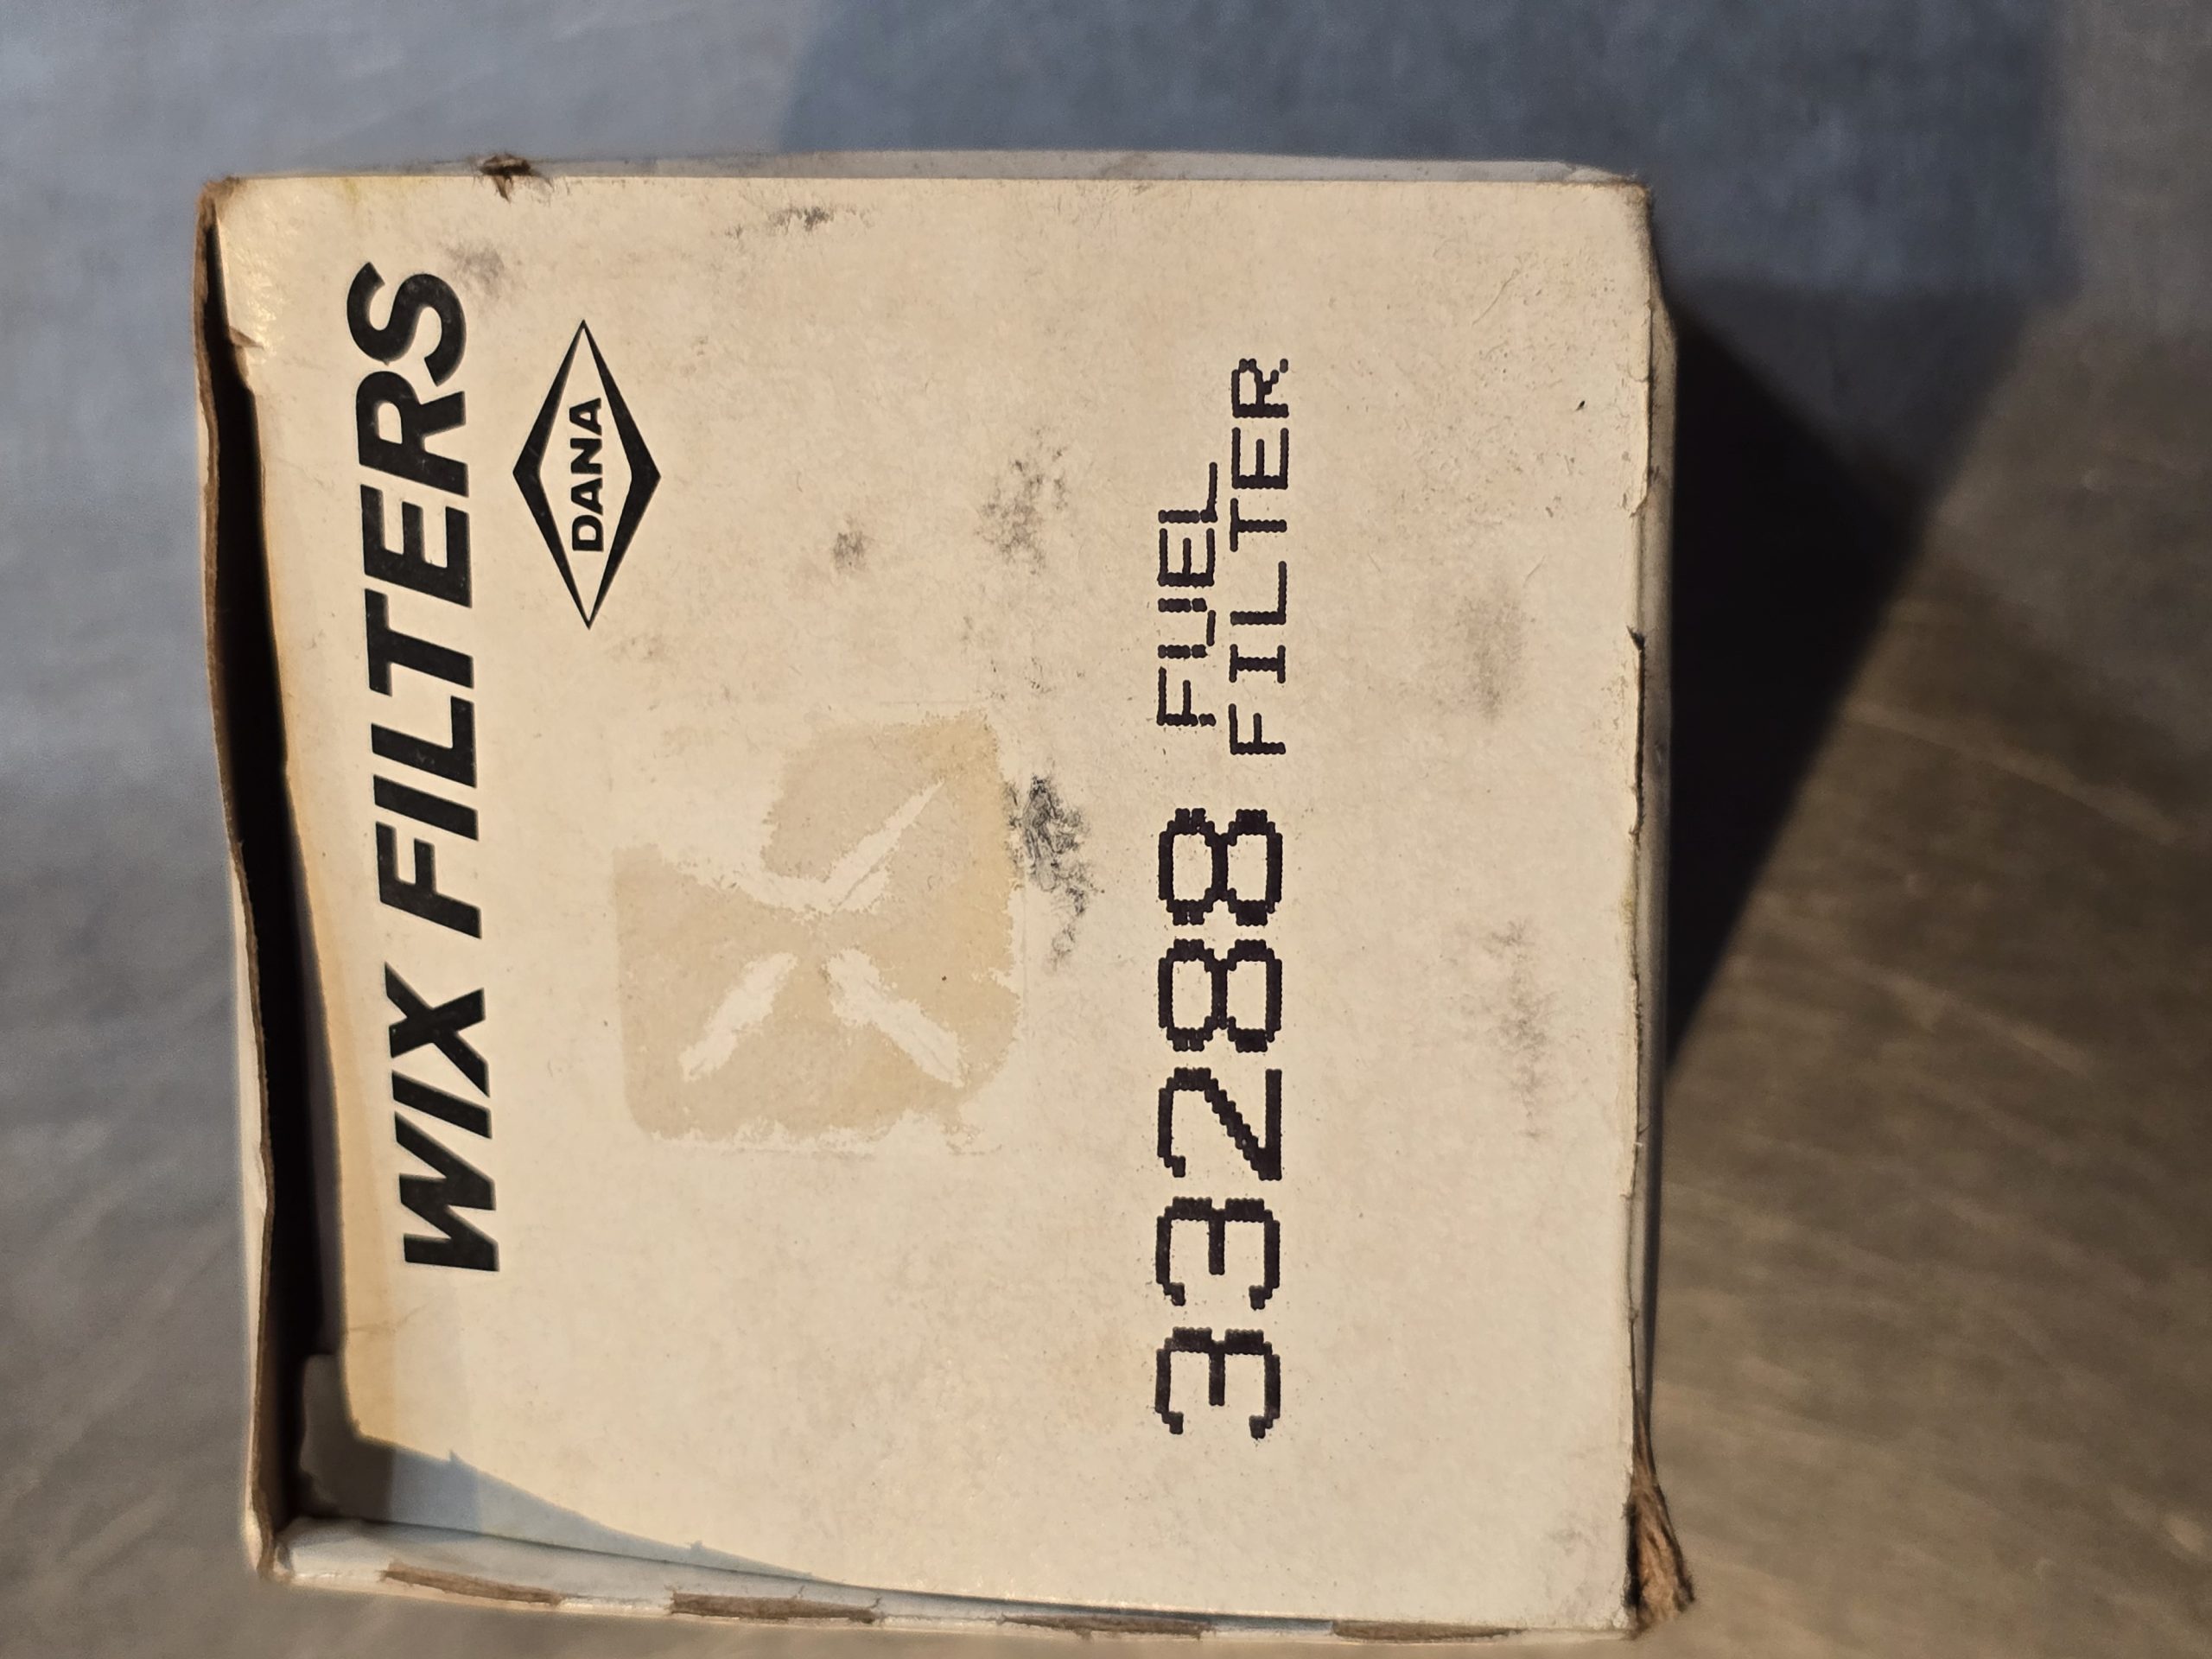 WIX FILTERS
DANA
33288 FUEL
FILTER